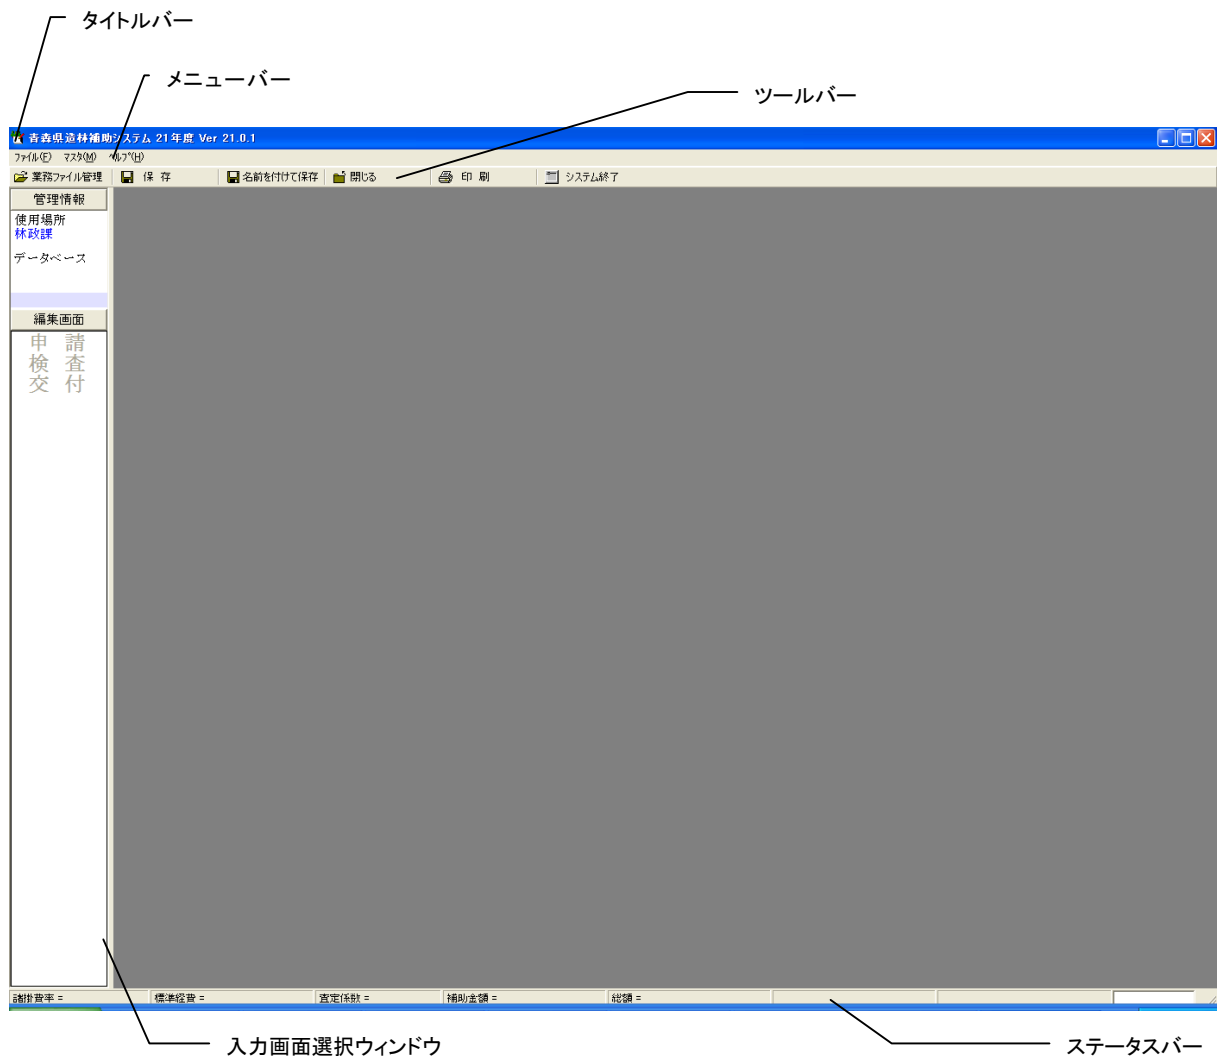 タイトルバー
メニューバー
ツールバー
青森県造林補助システム 21年度 Ver 21.0.1
ﾌｧｲﾙ(F) ﾏｽﾀ(M) ﾍﾙﾌﾟ(H)
業務ファイル管理 保 存 名前を付けて保存 閉じる 印 刷 システム終了
管理情報
使用場所
林政課
データベース
編集画面
申 請
検 査
交 付
諸掛費率 = 標準経費 = 査定係数 = 補助金額 = 総額 =
入力画面選択ウィンドウ
ステータスバー